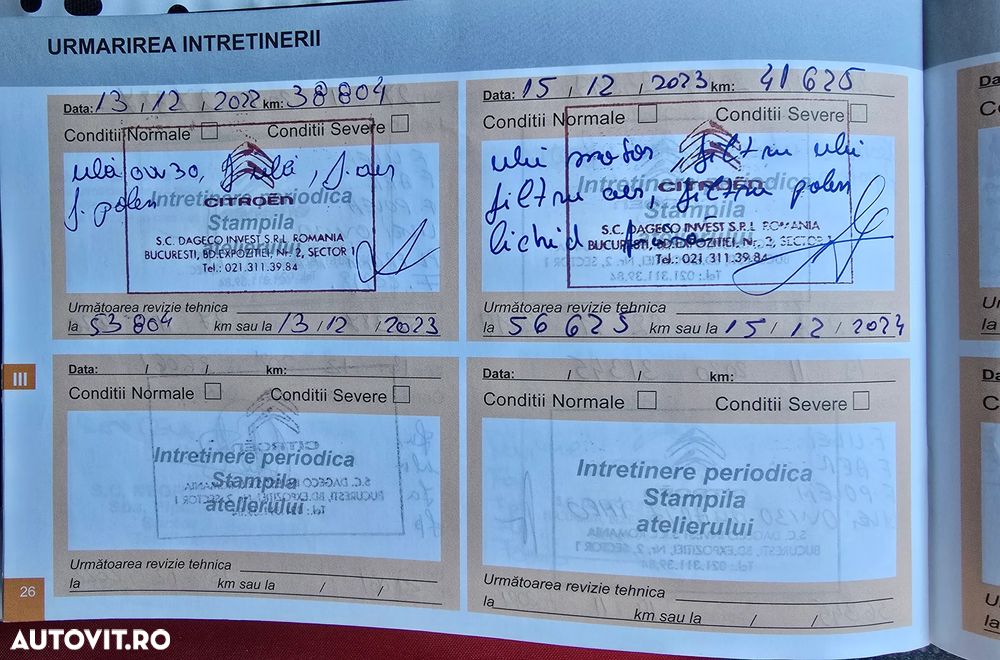 URMARIREA INTRETINERII
Data: 13 / 12 / 2022 km: 38804
Conditii Normale Conditii Severe
ulei 0W30, f. ulei, f. aer
f. polen
Intretinere periodica
CITROËN
Stampila
atelierului
S.C. DAGECO INVEST S.R.L. ROMANIA
BUCURESTI, BD.EXPOZITIEI, Nr. 2, SECTOR 1
Tel.: 021.311.39.84
Următoarea revizie tehnica
la 53804 km sau la 13 / 12 / 2023
Data: 15 / 12 / 2023 km: 41625
Conditii Normale Conditii Severe
ulei motor filtru ulei
filtru aer, filtru polen
lichid
Intretinere periodica
CITROËN
Stampila
S.C. DAGECO INVEST S.R.L. ROMANIA
BUCURESTI, BD.EXPOZITIEI, Nr. 2, SECTOR 1
Tel.: 021.311.39.84
Următoarea revizie tehnica
la 56625 km sau la 15 / 12 / 2024
III
Data: / / km:
Conditii Normale Conditii Severe
Intretinere periodica
Stampila
atelierului
Următoarea revizie tehnica
la km sau la / /
Data: / / km:
Conditii Normale Conditii Severe
Intretinere periodica
Stampila
atelierului
Următoarea revizie tehnica
la km sau la / /
26
AUTOVIT.RO